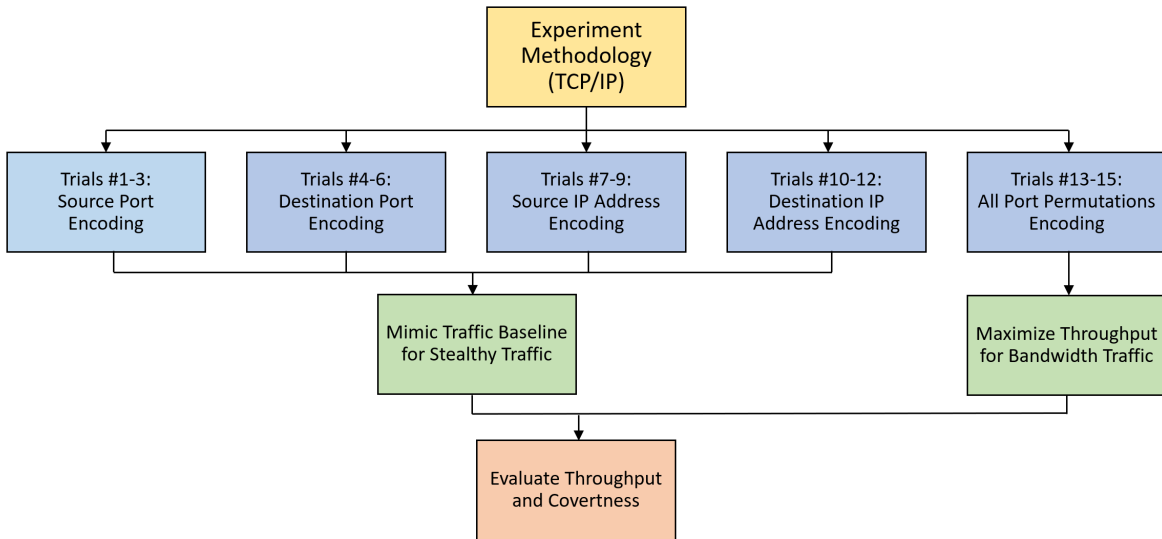 Experiment
Methodology
(TCP/IP)
Trials #1-3:
Source Port
Encoding
Trials #4-6:
Destination Port
Encoding
Trials #7-9:
Source IP Address
Encoding
Trials #10-12:
Destination IP
Address Encoding
Trials #13-15:
All Port Permutations
Encoding
Mimic Traffic Baseline
for Stealthy Traffic
Maximize Throughput
for Bandwidth Traffic
Evaluate Throughput
and Covertness